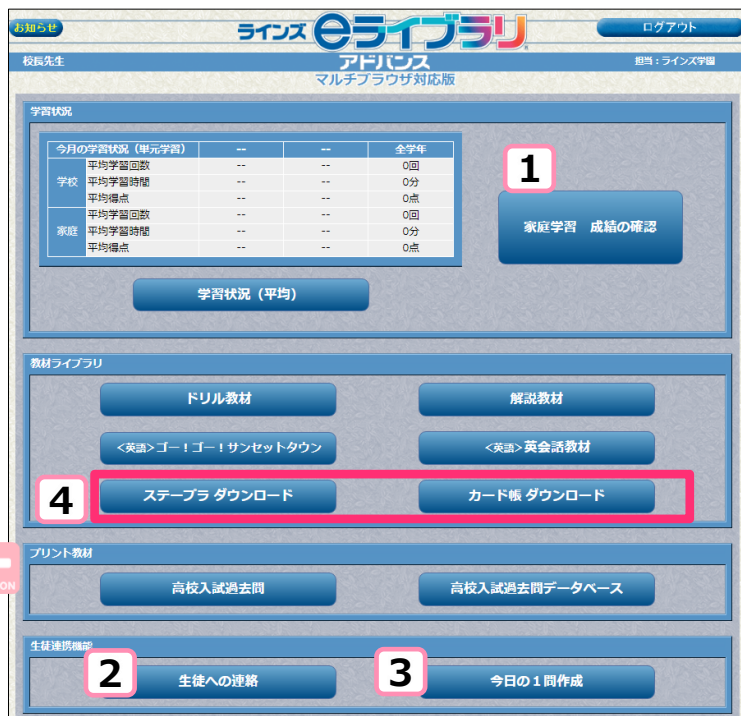 お知らせ
ラインズ eライブラリ
ログアウト
校長先生
アドバンス
担当：ラインズ学園
マルチブラウザ対応版
学習状況
今月の学習状況（単元学習） -- -- 全学年
学校
平均学習回数 -- -- 0回
平均学習時間 -- -- 0分
平均得点 -- -- 0点
家庭
平均学習回数 -- -- 0回
平均学習時間 -- -- 0分
平均得点 -- -- 0点
1
家庭学習 成績の確認
学習状況（平均）
教材ライブラリ
ドリル教材
解説教材
<英語>ゴー！ゴー！サンセットタウン
<英語>英会話教材
4
ステープラ ダウンロード
カード帳 ダウンロード
プリント教材
ON
高校入試過去問
高校入試過去問データベース
生徒連携機能
2
生徒への連絡
3
今日の１問作成